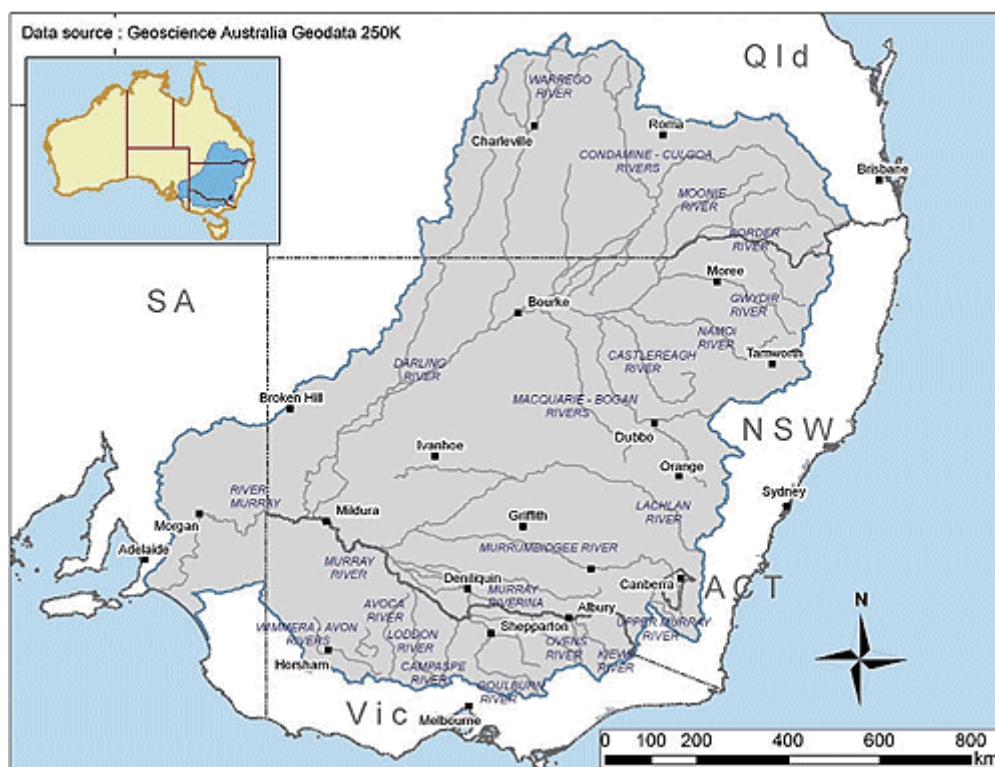 Data source : Geoscience Australia Geodata 250K
Qld
WARREGO
RIVER
Charleville
Roma
CONDAMINE - CULGOA
RIVERS
Brisbane
MOONIE
RIVER
BORDER
RIVER
SA
Moree
GWYDIR
RIVER
Bourke
NAMOI
RIVER
CASTLEREAGH
RIVER
Tamworth
DARLING
RIVER
Broken Hill
MACQUARIE - BOGAN
RIVERS
NSW
Dubbo
Ivanhoe
Orange
RIVER
MURRAY
Sydney
LACHLAN
RIVER
Morgan
Mildura
Griffith
Adelaide
MURRUMBIDGEE RIVER
MURRAY
RIVER
Deniliquin
Canberra
ACT
MURRAY
RIVERINA
AVOCA
RIVER
Albury
N
WIMMERA / AVON
RIVERS
LODDON
RIVER
Shepparton
OVENS
RIVER
UPPER MURRAY
RIVER
KIEWA
RIVER
Horsham
CAMPASPE
RIVER
GOULBURN
RIVER
Vic
Melbourne
0 100 200 400 600 800
km